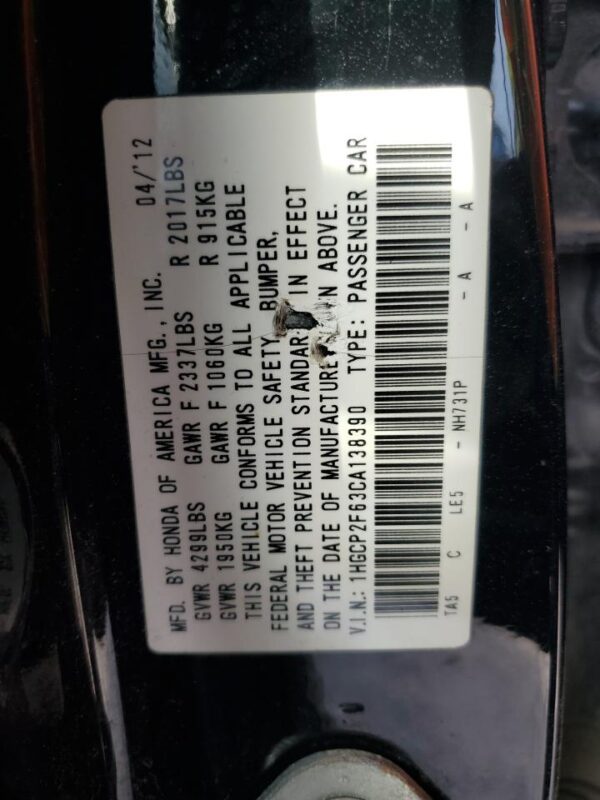 MFD. BY HONDA OF AMERICA MFG., INC. 04/'12
GVWR 4299LBS GAWR F 2337LBS R 2017LBS
GVWR 1950KG GAWR F 1060KG R 915KG
THIS VEHICLE CONFORMS TO ALL APPLICABLE
FEDERAL MOTOR VEHICLE SAFETY, BUMPER,
AND THEFT PREVENTION STANDAR IN EFFECT
ON THE DATE OF MANUFACTURE N ABOVE.
V.I.N.: 1HGCP2F63CA138390 TYPE: PASSENGER CAR
TA5 C LE5 - NH731P - A - A